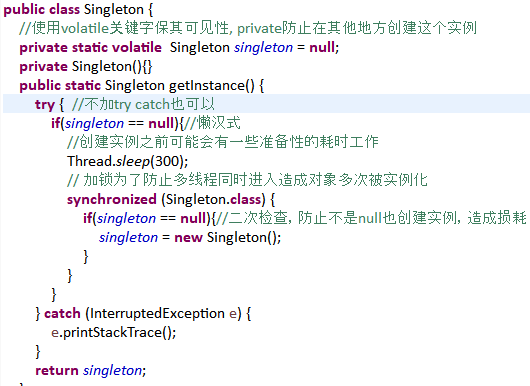 public class Singleton {
//使用volatile关键字保其可见性, private防止在其他地方创建这个实例
private static volatile  Singleton singleton = null;
private Singleton(){}
public static Singleton getInstance() {
try {  //不加try catch也可以
if(singleton == null){//懒汉式
//创建实例之前可能会有一些准备性的耗时工作
Thread.sleep(300);
// 加锁为了防止多线程同时进入造成对象多次被实例化
synchronized (Singleton.class) {
if(singleton == null){//二次检查, 防止不是null也创建实例, 造成损耗
singleton = new Singleton();
}
}
}
} catch (InterruptedException e) {
e.printStackTrace();
}
return singleton;
}